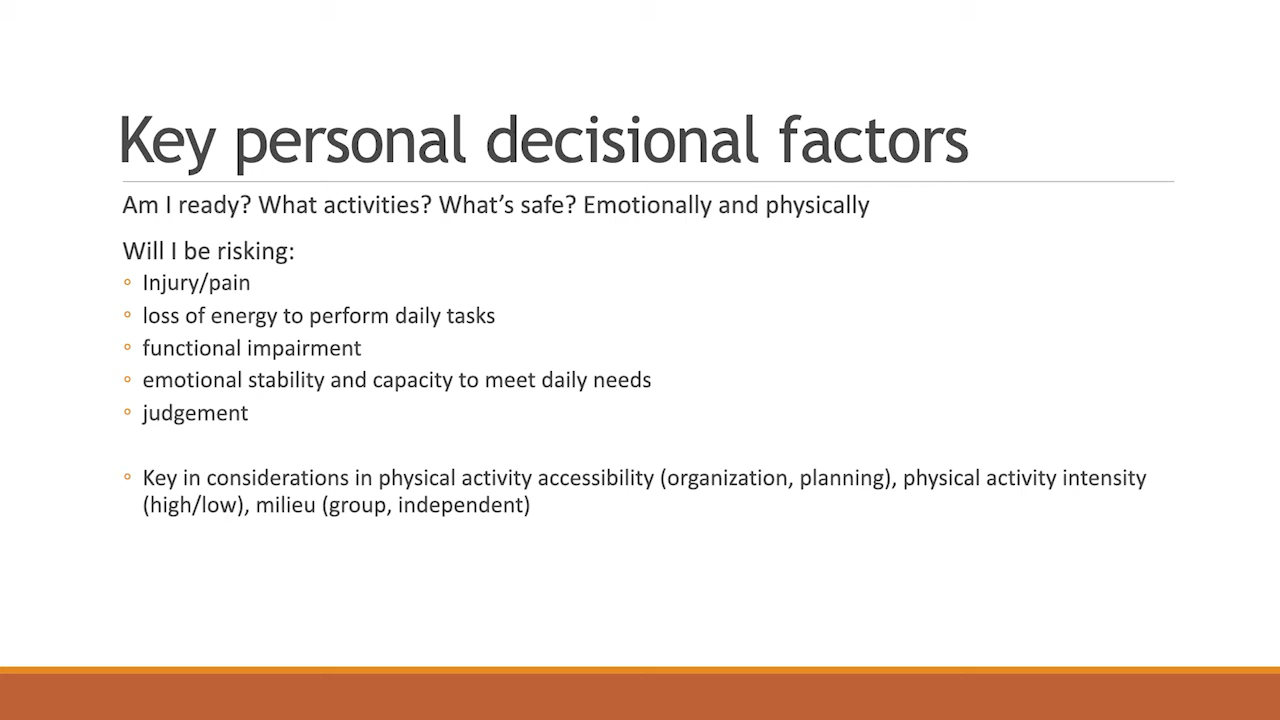 Key personal decisional factors
Am I ready? What activities? What’s safe? Emotionally and physically
Will I be risking:
◦ Injury/pain
◦ loss of energy to perform daily tasks
◦ functional impairment
◦ emotional stability and capacity to meet daily needs
◦ judgement
◦ Key in considerations in physical activity accessibility (organization, planning), physical activity intensity
(high/low), milieu (group, independent)